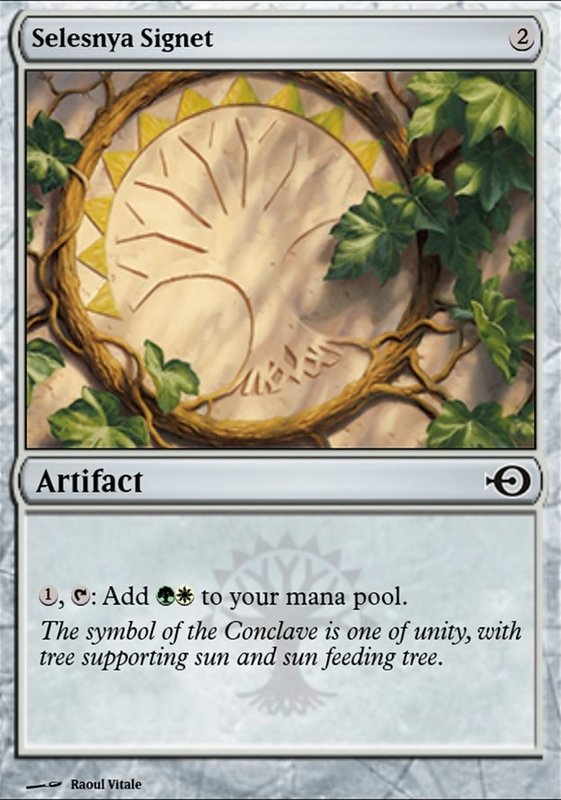 Selesnya Signet 2
Artifact
1, : Add to your mana pool.
The symbol of the Conclave is one of unity, with
tree supporting sun and sun feeding tree.
Raoul Vitale